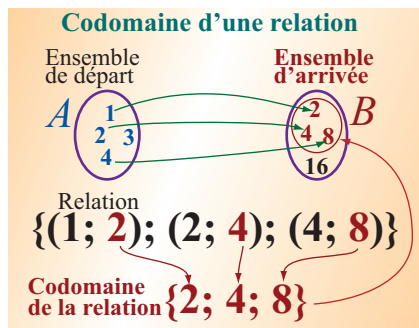 Codomaine d'une relation
Ensemble de départ
Ensemble d'arrivée
A
1
2 3
4
B
2
4 8
16
Relation
{(1; 2); (2; 4); (4; 8)}
Codomaine de la relation
{2; 4; 8}